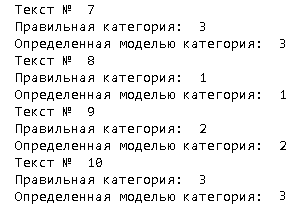 Текст №  7
Правильная категория:  3
Определенная моделью категория:  3
Текст №  8
Правильная категория:  1
Определенная моделью категория:  1
Текст №  9
Правильная категория:  2
Определенная моделью категория:  2
Текст №  10
Правильная категория:  3
Определенная моделью категория:  3